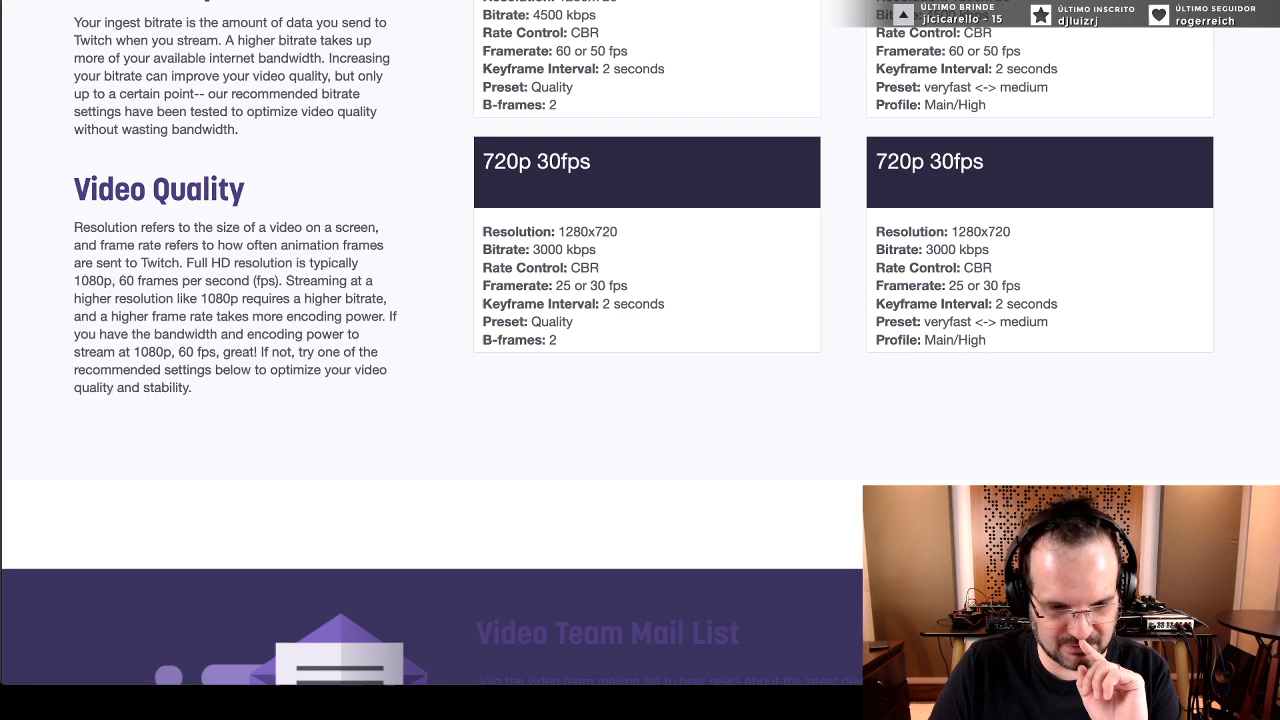 Your ingest bitrate is the amount of data you send to
Twitch when you stream. A higher bitrate takes up
more of your available internet bandwidth. Increasing
your bitrate can improve your video quality, but only
up to a certain point-- our recommended bitrate
settings have been tested to optimize video quality
without wasting bandwidth.
Video Quality
Resolution refers to the size of a video on a screen,
and frame rate refers to how often animation frames
are sent to Twitch. Full HD resolution is typically
1080p, 60 frames per second (fps). Streaming at a
higher resolution like 1080p requires a higher bitrate,
and a higher frame rate takes more encoding power. If
you have the bandwidth and encoding power to
stream at 1080p, 60 fps, great! If not, try one of the
recommended settings below to optimize your video
quality and stability.
Bitrate: 4500 kbps
Rate Control: CBR
Framerate: 60 or 50 fps
Keyframe Interval: 2 seconds
Preset: Quality
B-frames: 2
720p 30fps
Resolution: 1280x720
Bitrate: 3000 kbps
Rate Control: CBR
Framerate: 25 or 30 fps
Keyframe Interval: 2 seconds
Preset: Quality
B-frames: 2
ÚLTIMO BRINDE
jlcicarello - 15
ÚLTIMO INSCRITO
djluizrj
ÚLTIMO SEGUIDOR
rogerreich
Rate Control: CBR
Framerate: 60 or 50 fps
Keyframe Interval: 2 seconds
Preset: veryfast <-> medium
Profile: Main/High
720p 30fps
Resolution: 1280x720
Bitrate: 3000 kbps
Rate Control: CBR
Framerate: 25 or 30 fps
Keyframe Interval: 2 seconds
Preset: veryfast <-> medium
Profile: Main/High
Video Team Mail List
Join the video team mailing list to hear news about the latest